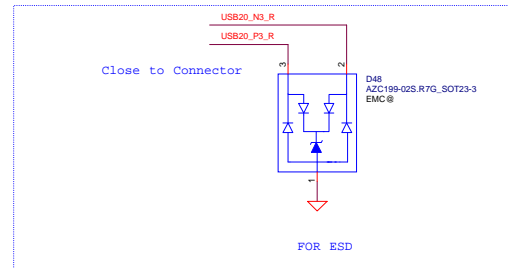 USB20_N3_R
USB20_P3_R
Close to Connector
3
2
D48
AZC199-02S.R7G_SOT23-3
EMC@
1
FOR ESD